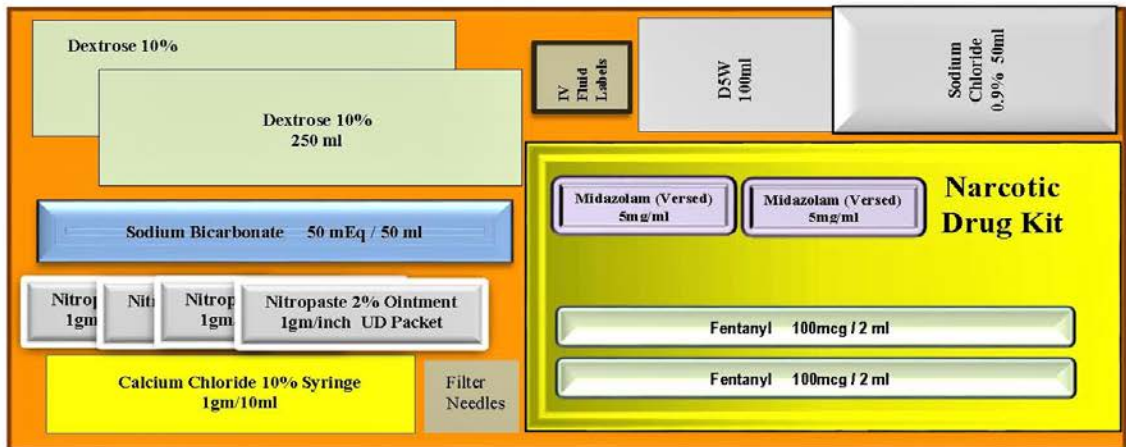 Dextrose 10%
Dextrose 10%
250 ml
IV
Fluid
Labels
D5W
100ml
Sodium
Chloride
0.9% 50ml
Sodium Bicarbonate 50 mEq / 50 ml
Nitrop
1gm
Nit
Nitrop
1gm/
Nitropaste 2% Ointment
1gm/inch UD Packet
Calcium Chloride 10% Syringe
1gm/10ml
Filter
Needles
Midazolam (Versed)
5mg/ml
Midazolam (Versed)
5mg/ml
Narcotic
Drug Kit
Fentanyl 100mcg / 2 ml
Fentanyl 100mcg / 2 ml